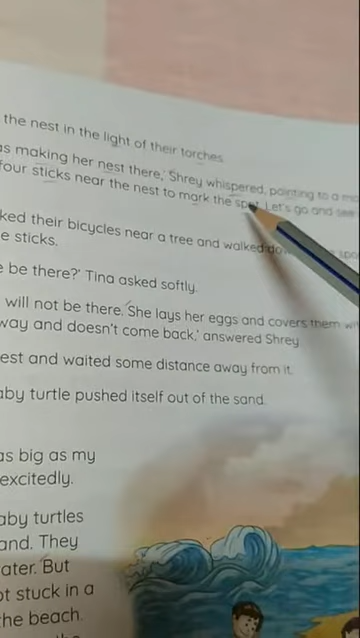 the nest in the light of their torches.
as making her nest there,' Shrey whispered, pointing to a
four sticks near the nest to mark the spot. Let's go and see
ked their bicycles near a tree and walked
e sticks.
e be there?' Tina asked softly.
will not be there. She lays her eggs and covers them
way and doesn't come back,' answered Shrey.
est and waited some distance away from it.
aby turtle pushed itself out of the sand.
as big as my
excitedly.
aby turtles
and. They
ater. But
ot stuck in a
the beach.